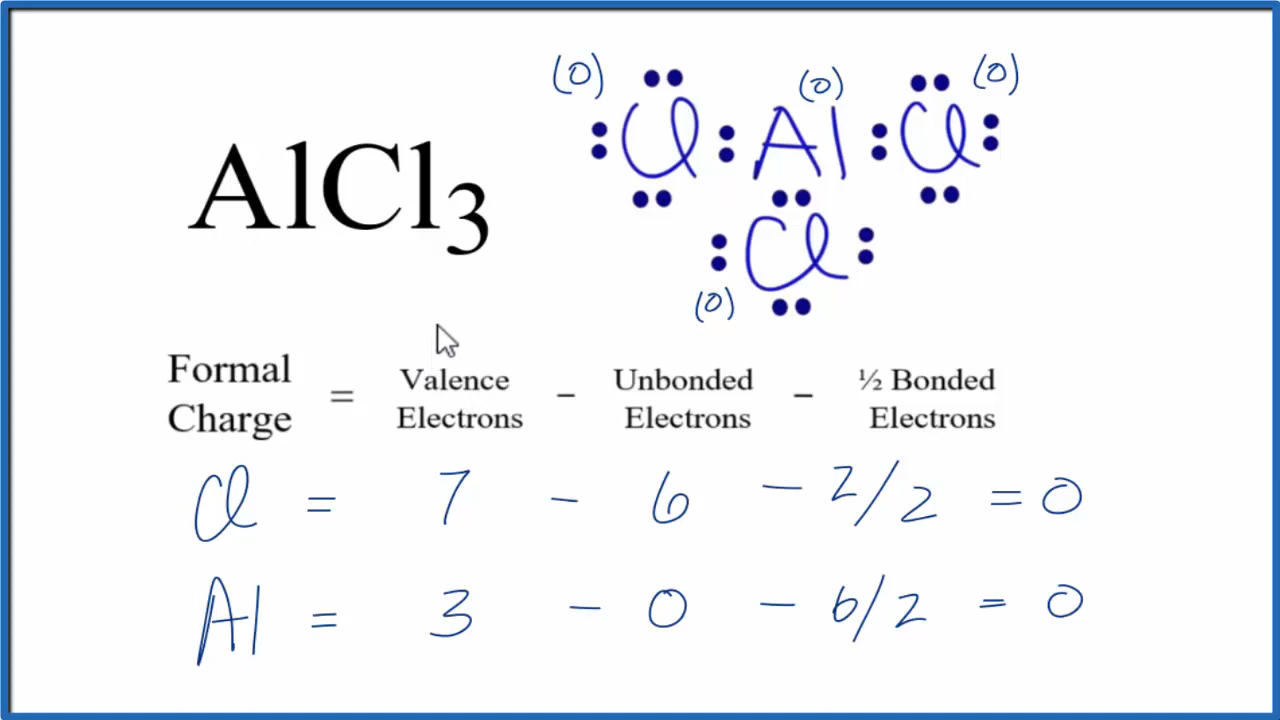 AlCl3
(0) (0) (0)
Cl : Al : Cl
Cl
(0)
Formal Charge = Valence Electrons - Unbonded Electrons - ½ Bonded Electrons
Cl = 7 - 6 - 2/2 = 0
Al = 3 - 0 - 6/2 = 0